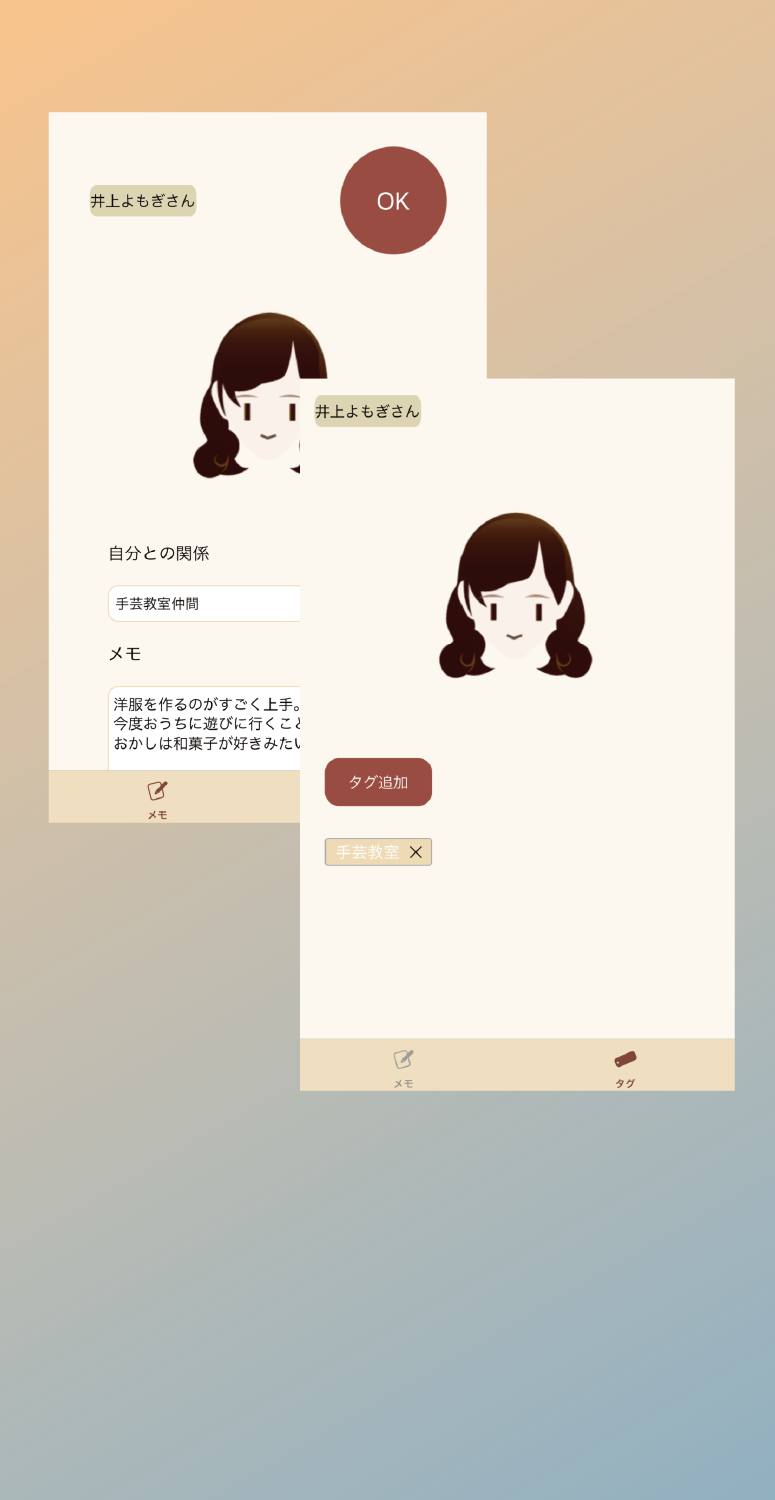 井上よもぎさん
OK
自分との関係
手芸教室仲間
メモ
洋服を作るのがすごく上手。
今度おうちに遊びに行くこと
おかしは和菓子が好きみたい
メモ
井上よもぎさん
タグ追加
手芸教室
メモ
タグ